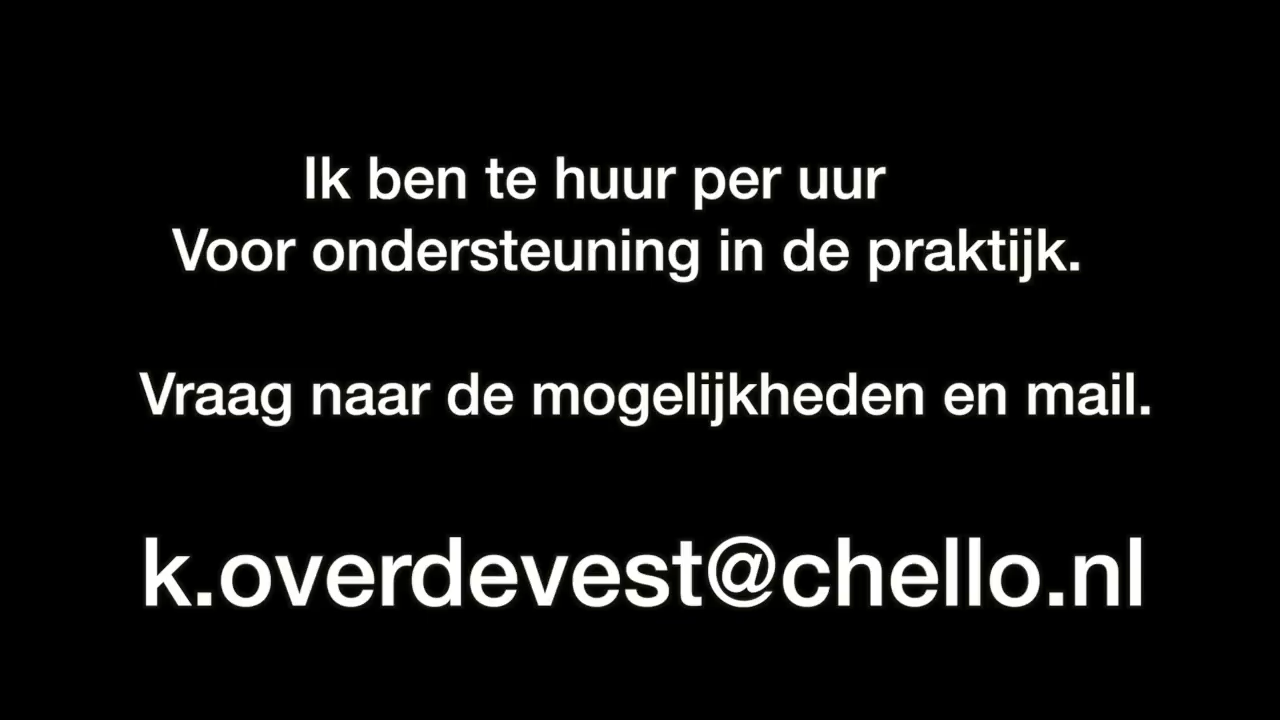 Ik ben te huur per uur
Voor ondersteuning in de praktijk.
Vraag naar de mogelijkheden en mail.
k.overdevest@chello.nl